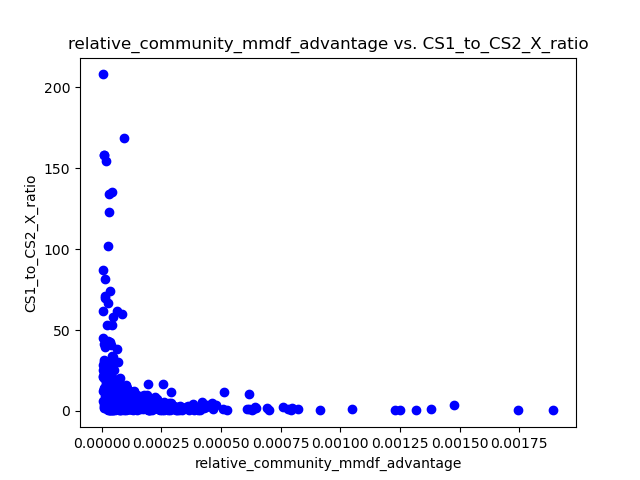 relative_community_mmdf_advantage vs. CS1_to_CS2_X_ratio
CS1_to_CS2_X_ratio
200
150
100
50
0
0.00000 0.00025 0.00050 0.00075 0.00100 0.00125 0.00150 0.00175
relative_community_mmdf_advantage